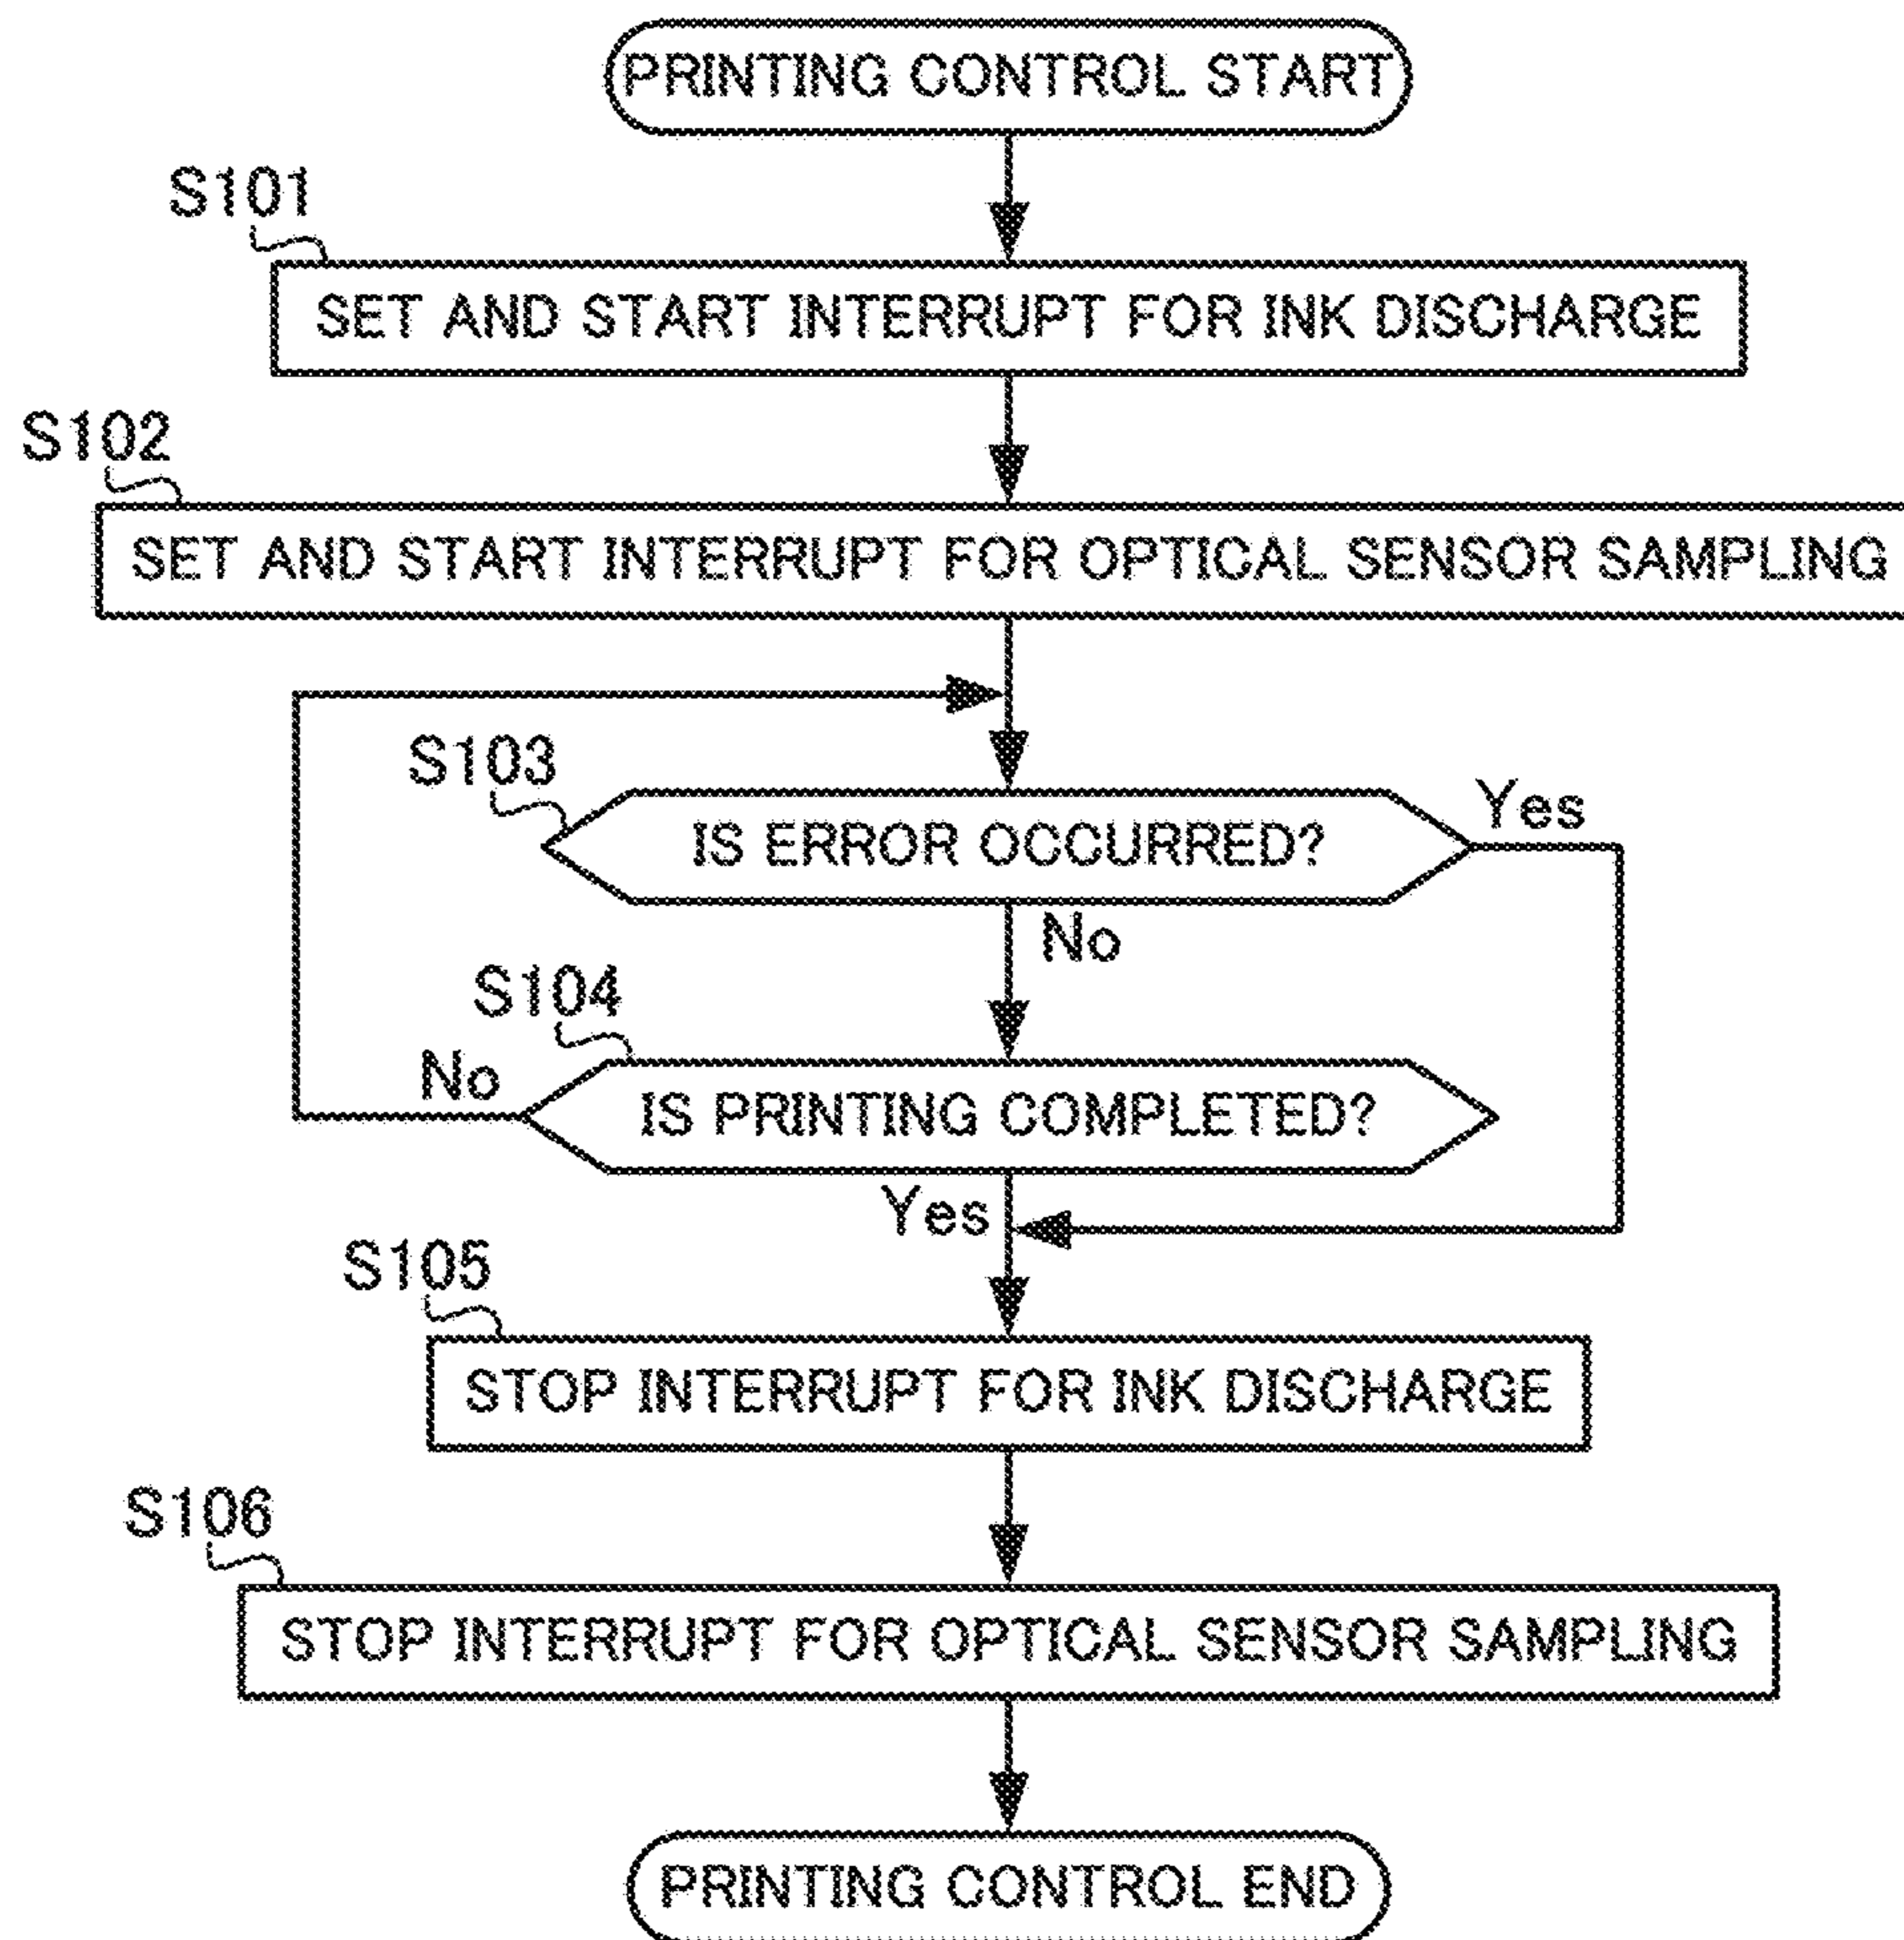 PRINTING CONTROL START
S101
SET AND START INTERRUPT FOR INK DISCHARGE
S102
SET AND START INTERRUPT FOR OPTICAL SENSOR SAMPLING
S103
IS ERROR OCCURRED?
Yes
No
S104
No
IS PRINTING COMPLETED?
Yes
S105
STOP INTERRUPT FOR INK DISCHARGE
S106
STOP INTERRUPT FOR OPTICAL SENSOR SAMPLING
PRINTING CONTROL END